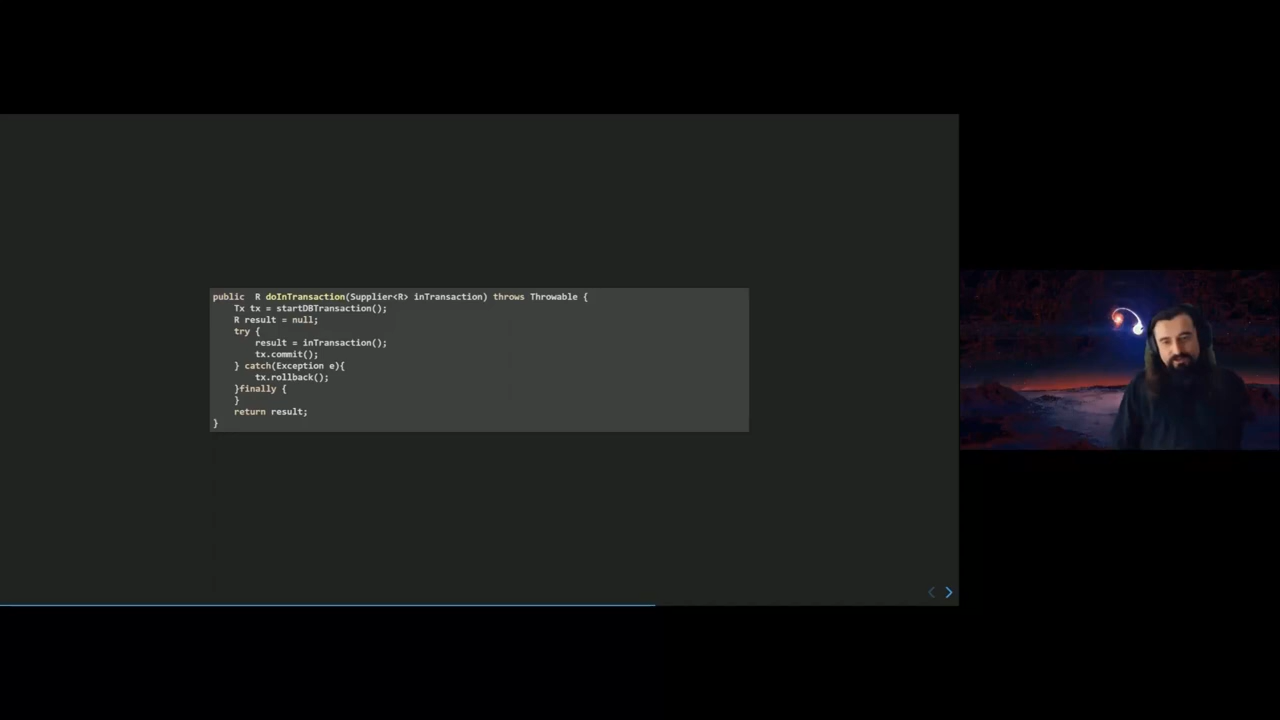 public  R doInTransaction(Supplier<R> inTransaction) throws Throwable {
    Tx tx = startDBTransaction();
    R result = null;
    try {
        result = inTransaction();
        tx.commit();
    } catch(Exception e){
        tx.rollback();
    }finally {
    }
    return result;
}